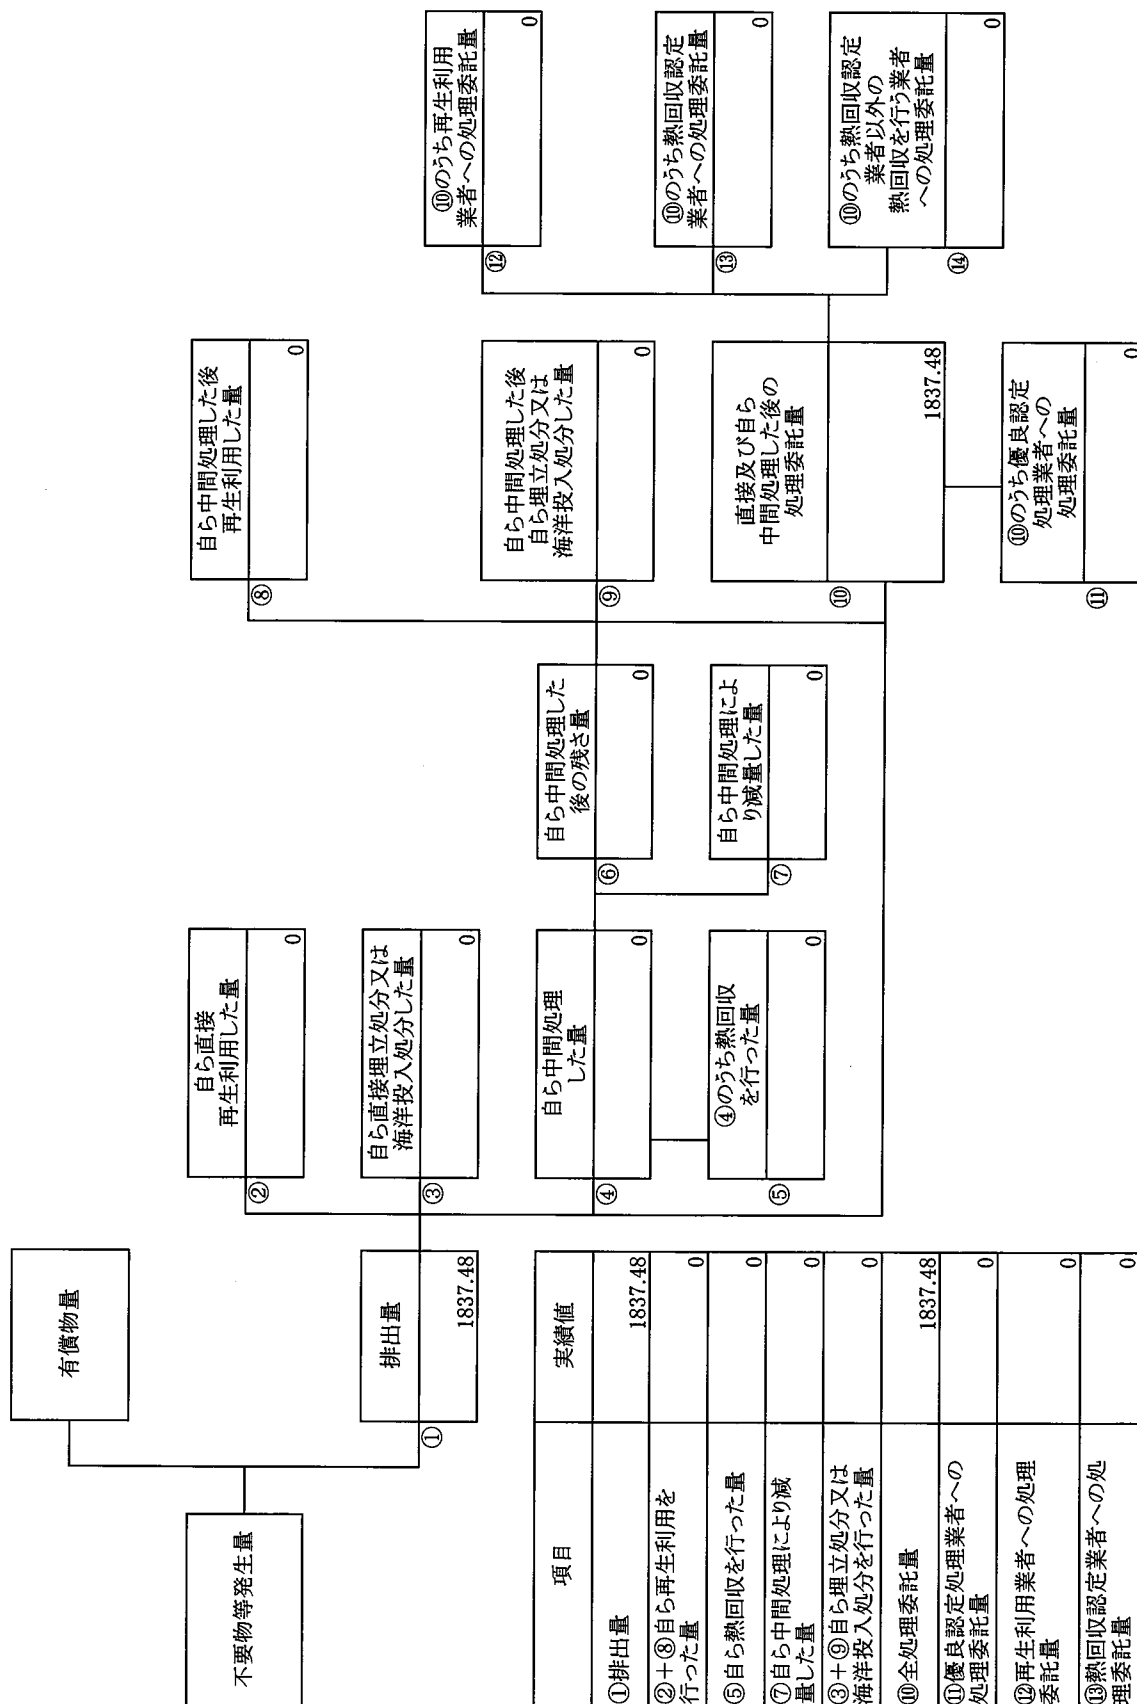 不要物等発生量
有償物量
排出量
①
1837.48
自ら直接
再生利用した量
②
0
自ら直接埋立処分又は
海洋投入処分した量
③
0
自ら中間処理
した量
④
0
④のうち熱回収
を行った量
⑤
0
自ら中間処理した
後の残さ量
⑥
0
自ら中間処理によ
り減量した量
⑦
0
自ら中間処理した後
再生利用した量
⑧
0
自ら中間処理した後
自ら埋立処分又は
海洋投入処分した量
⑨
0
直接及び自ら
中間処理した後の
処理委託量
⑩
1837.48
⑩のうち優良認定
処理業者への
処理委託量
⑪
0
⑩のうち再生利用
業者への処理委託量
⑫
0
⑩のうち熱回収認定
業者への処理委託量
⑬
0
⑩のうち熱回収認定
業者以外の
熱回収を行う業者
への処理委託量
⑭
0
項目 実績値
①排出量 1837.48
②+⑧自ら再生利用を
行った量 0
⑤自ら熱回収を行った量 0
⑦自ら中間処理により減
量した量 0
③+⑨自ら埋立処分又は
海洋投入処分を行った量 0
⑩全処理委託量 1837.48
⑪優良認定処理業者への
処理委託量 0
⑫再生利用業者への処理
委託量 0
⑬熱回収認定業者への処
理委託量 0